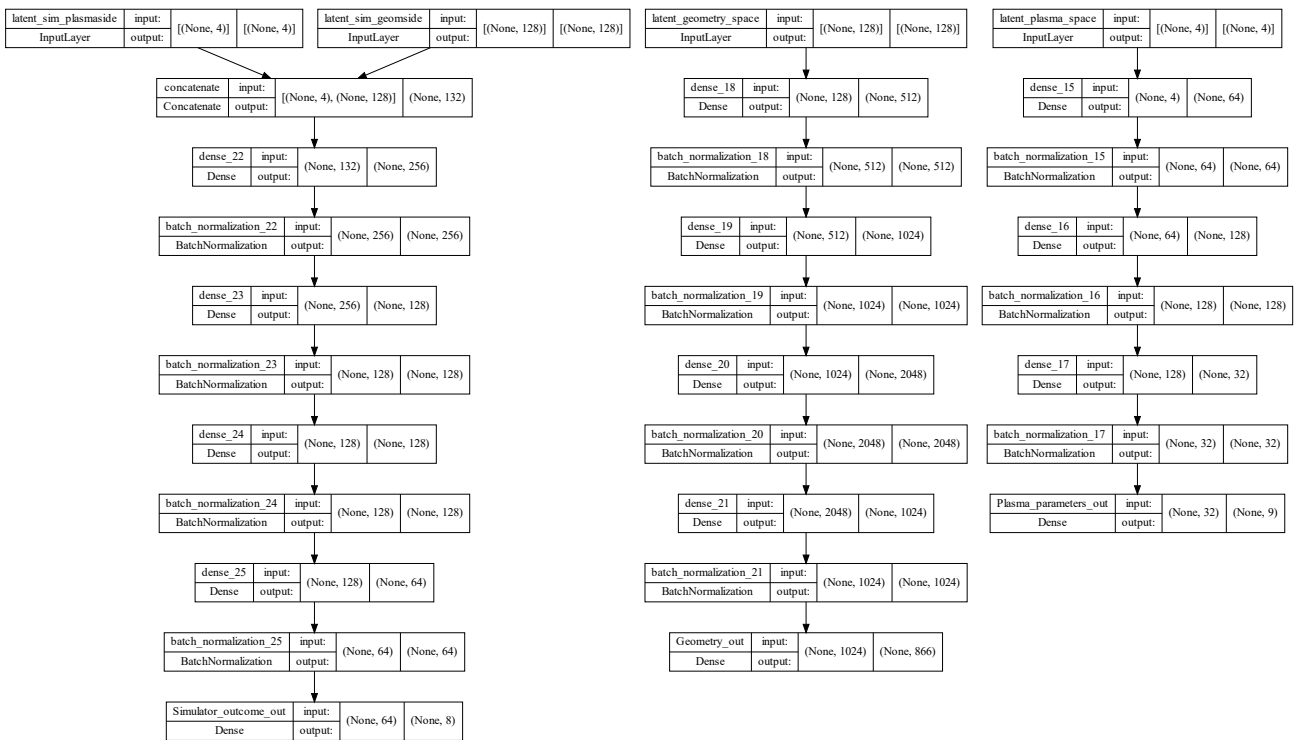 latent_sim_plasmaside input: [(None, 4)] [(None, 4)]
InputLayer output:
latent_sim_geomside input: [(None, 128)] [(None, 128)]
InputLayer output:
concatenate input: [(None, 4), (None, 128)] (None, 132)
Concatenate output:
dense_22 input: (None, 132) (None, 256)
Dense output:
batch_normalization_22 input: (None, 256) (None, 256)
BatchNormalization output:
dense_23 input: (None, 256) (None, 128)
Dense output:
batch_normalization_23 input: (None, 128) (None, 128)
BatchNormalization output:
dense_24 input: (None, 128) (None, 128)
Dense output:
batch_normalization_24 input: (None, 128) (None, 128)
BatchNormalization output:
dense_25 input: (None, 128) (None, 64)
Dense output:
batch_normalization_25 input: (None, 64) (None, 64)
BatchNormalization output:
Simulator_outcome_out input: (None, 64) (None, 8)
Dense output:
latent_geometry_space input: [(None, 128)] [(None, 128)]
InputLayer output:
dense_18 input: (None, 128) (None, 512)
Dense output:
batch_normalization_18 input: (None, 512) (None, 512)
BatchNormalization output:
dense_19 input: (None, 512) (None, 1024)
Dense output:
batch_normalization_19 input: (None, 1024) (None, 1024)
BatchNormalization output:
dense_20 input: (None, 1024) (None, 2048)
Dense output:
batch_normalization_20 input: (None, 2048) (None, 2048)
BatchNormalization output:
dense_21 input: (None, 2048) (None, 1024)
Dense output:
batch_normalization_21 input: (None, 1024) (None, 1024)
BatchNormalization output:
Geometry_out input: (None, 1024) (None, 866)
Dense output:
latent_plasma_space input: [(None, 4)] [(None, 4)]
InputLayer output:
dense_15 input: (None, 4) (None, 64)
Dense output:
batch_normalization_15 input: (None, 64) (None, 64)
BatchNormalization output:
dense_16 input: (None, 64) (None, 128)
Dense output:
batch_normalization_16 input: (None, 128) (None, 128)
BatchNormalization output:
dense_17 input: (None, 128) (None, 32)
Dense output:
batch_normalization_17 input: (None, 32) (None, 32)
BatchNormalization output:
Plasma_parameters_out input: (None, 32) (None, 9)
Dense output: